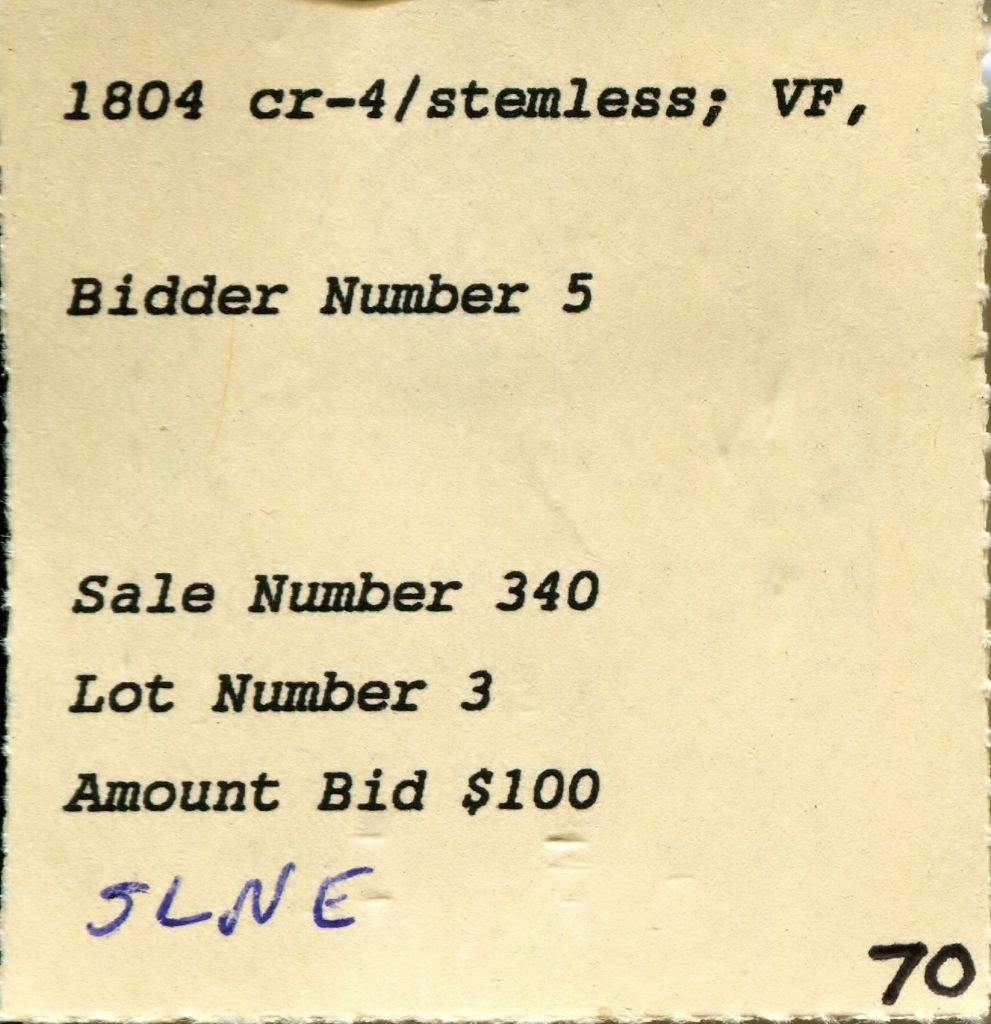 1804 cr-4/stemless; VF,
Bidder Number 5
Sale Number 340
Lot Number 3
Amount Bid $100
SLNE
70